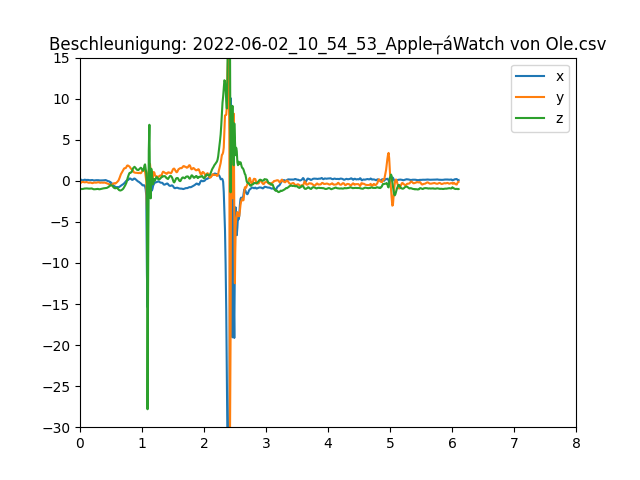 Beschleunigung: 2022-06-02_10_54_53_Apple┬áWatch von Ole.csv
15
10
5
0
−5
−10
−15
−20
−25
−30
0 1 2 3 4 5 6 7 8
x
y
z